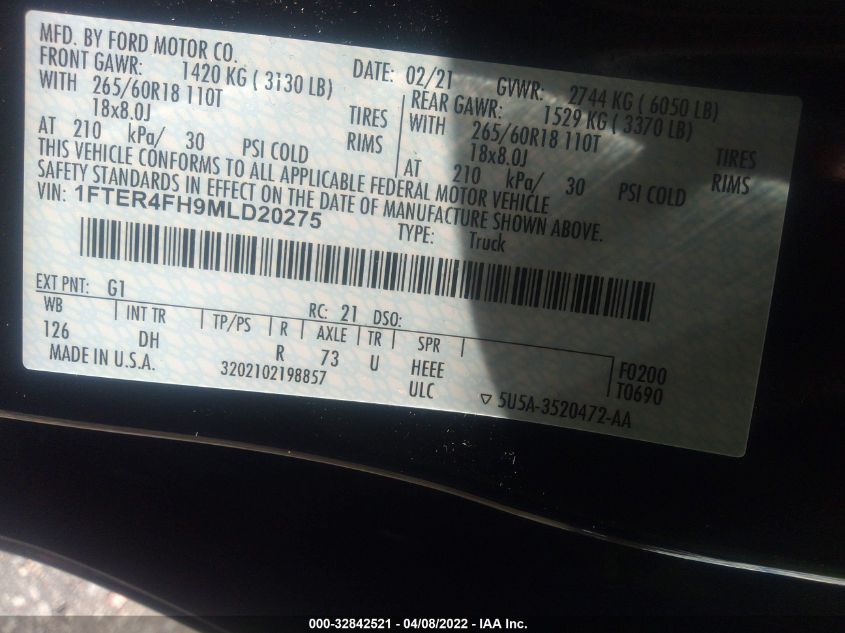 MFD. BY FORD MOTOR CO.
DATE: 02/21 GVWR: 2744 KG ( 6050 LB)
FRONT GAWR: 1420 KG ( 3130 LB) REAR GAWR: 1529 KG ( 3370 LB)
WITH 265/60R18 110T TIRES WITH 265/60R18 110T TIRES
18x8.0J RIMS 18x8.0J RIMS
AT 210 kPa/ 30 PSI COLD AT 210 kPa/ 30 PSI COLD
THIS VEHICLE CONFORMS TO ALL APPLICABLE FEDERAL MOTOR VEHICLE
SAFETY STANDARDS IN EFFECT ON THE DATE OF MANUFACTURE SHOWN ABOVE.
VIN: 1FTER4FH9MLD20275 TYPE: Truck
EXT PNT: G1 RC: 21 DSO:
WB INT TR TP/PS R AXLE TR SPR
126 DH R 73 U HEEE F0200
MADE IN U.S.A. 3202102198857 ULC T0690
5U5A-3520472-AA
000-32842521 - 04/08/2022 - IAA Inc.